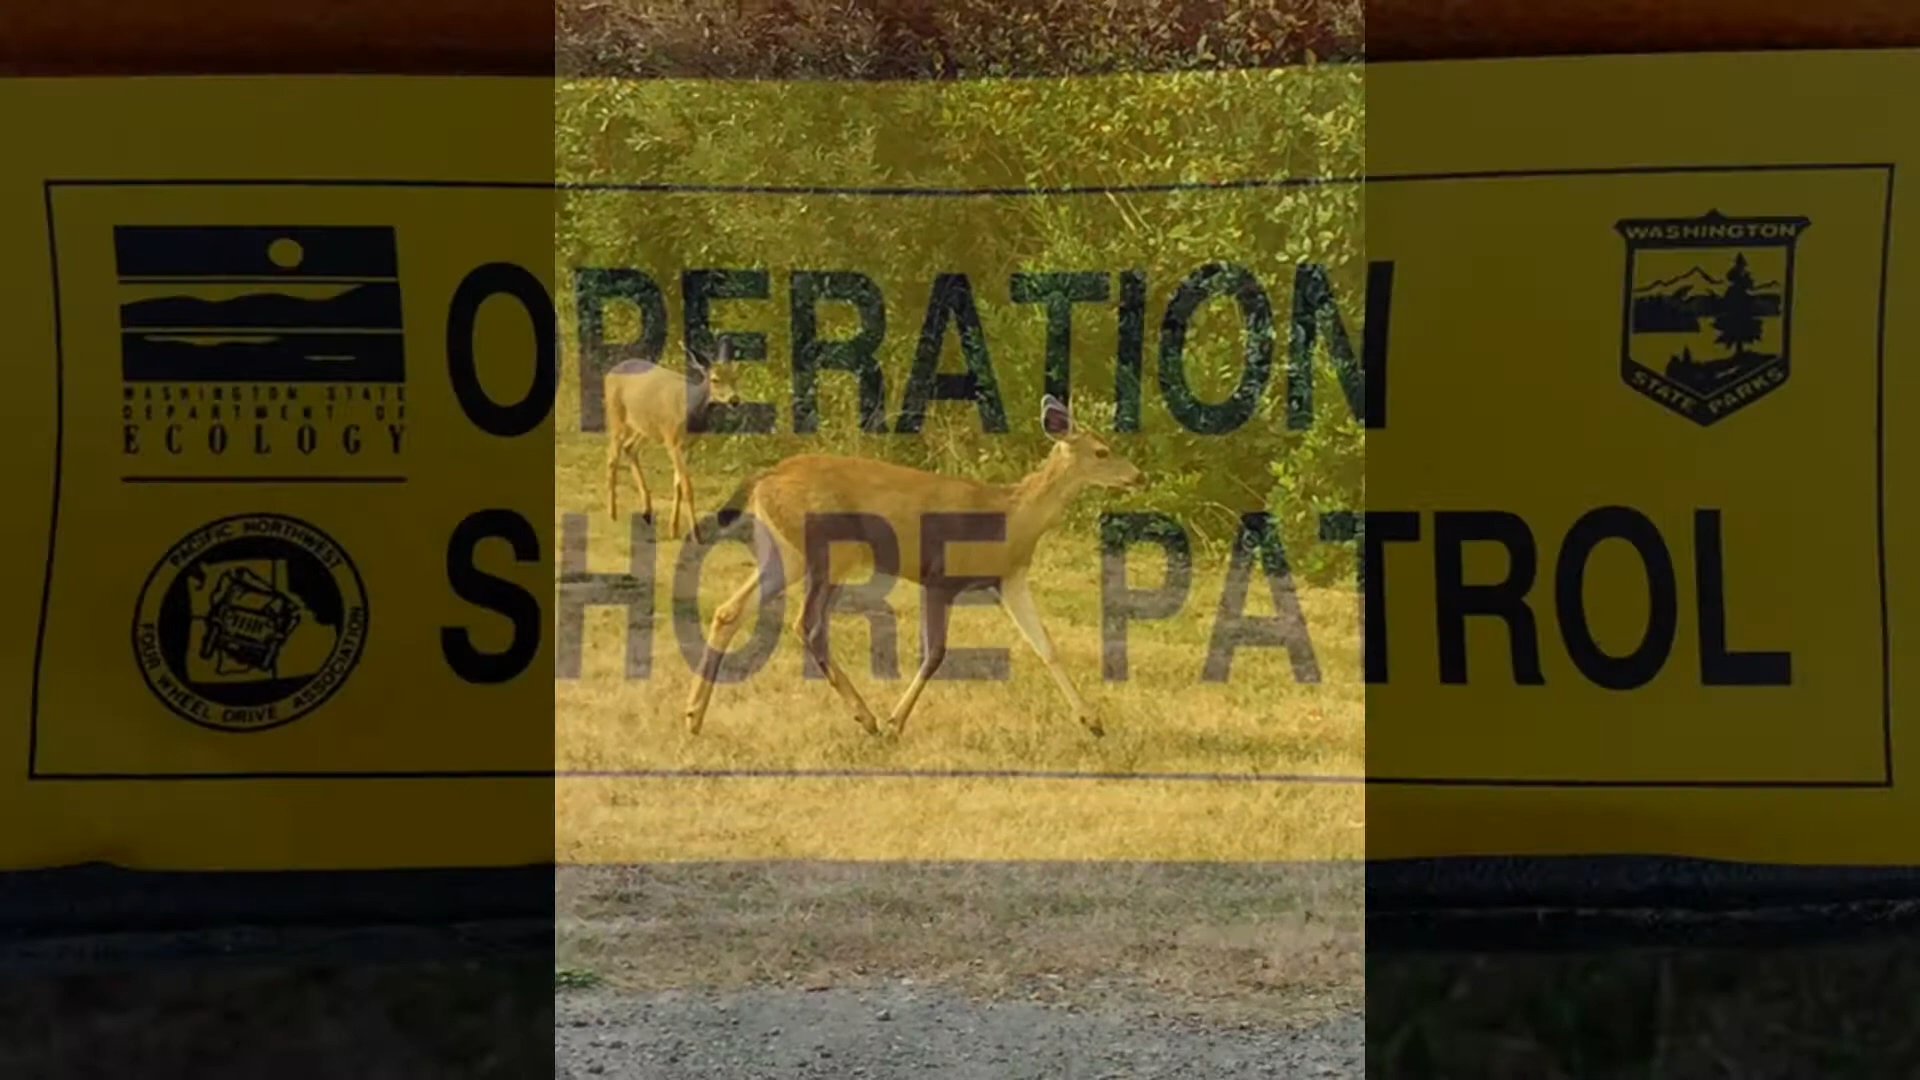 WASHINGTON STATE
DEPARTMENT OF
ECOLOGY
OPERATION
WASHINGTON
STATE PARKS
PACIFIC NORTHWEST
FOUR WHEEL DRIVE ASSOCIATION
SHORE PATROL